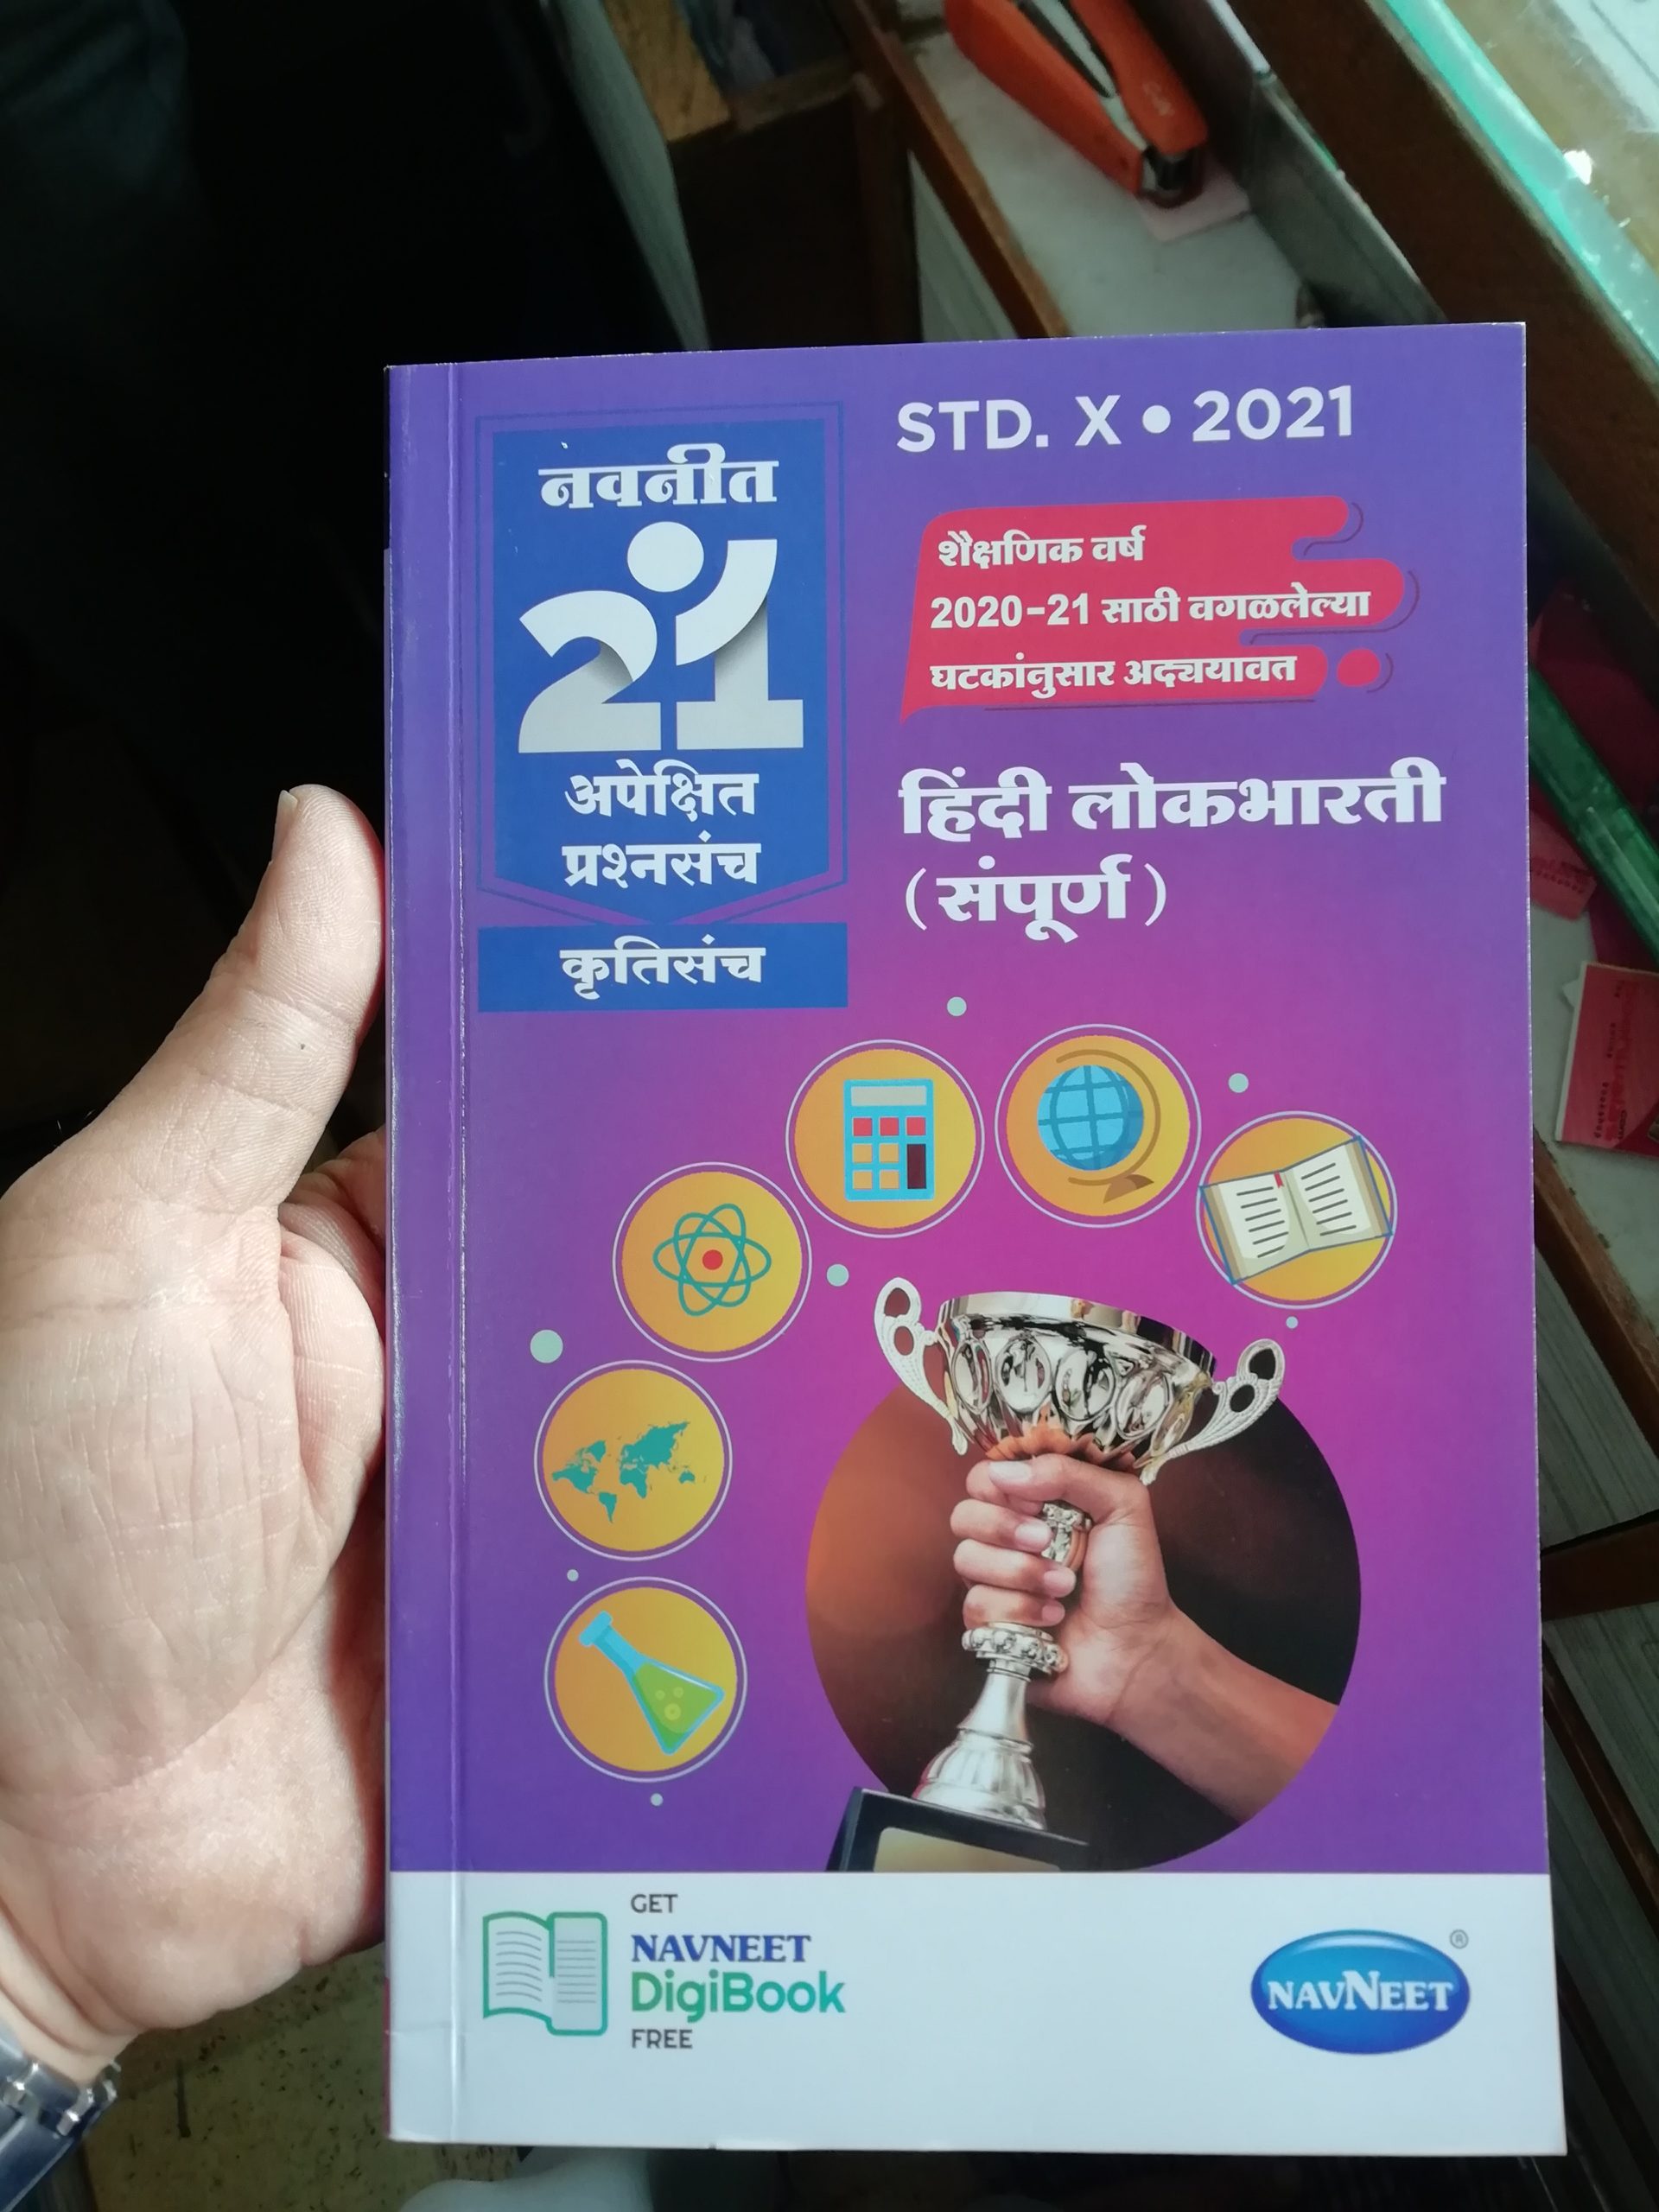 नवनीत
21
अपेक्षित
प्रश्नसंच
कृतिसंच
STD. X • 2021
शैक्षणिक वर्ष
2020-21 साठी वगळलेल्या
घटकांनुसार अद्ययावत
हिंदी लोकभारती
(संपूर्ण)
GET
NAVNEET
DigiBook
FREE
NAVNEET ®